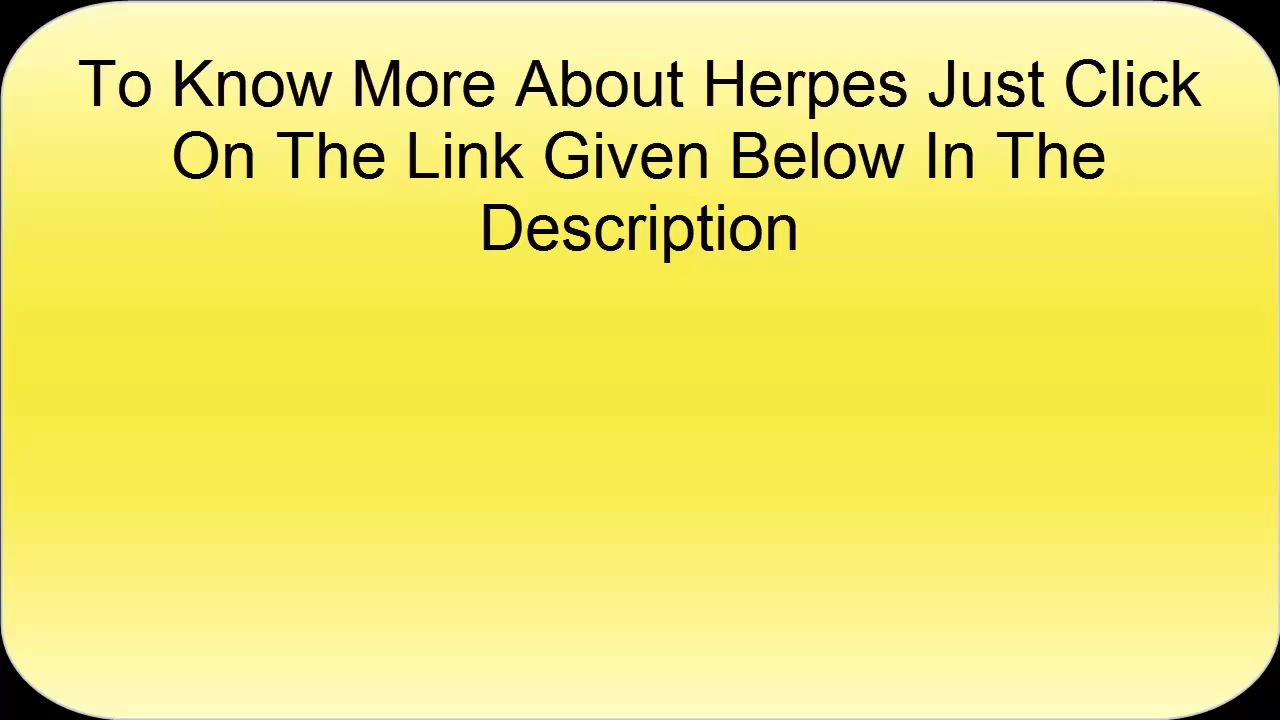 To Know More About Herpes Just Click
On The Link Given Below In The
Description